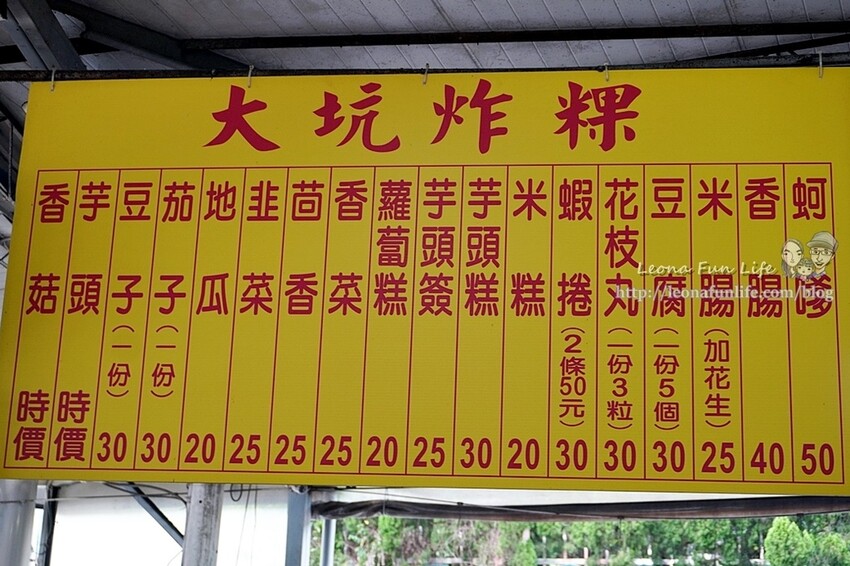 大坑炸粿
蚵哆 50
香腸 40
米腸(加花生) 25
豆腐(一份5個) 30
花枝丸(一份3粒) 30
蝦捲(2條50元) 30
米糕 20
芋頭糕 30
芋頭簽 25
蘿蔔糕 20
香菜 25
茴香 25
韭菜 25
地瓜 20
茄子(一份) 30
豆子(一份) 30
芋頭 時價
香菇 時價
Leona Fun Life
http://leonafunlife.com/blog